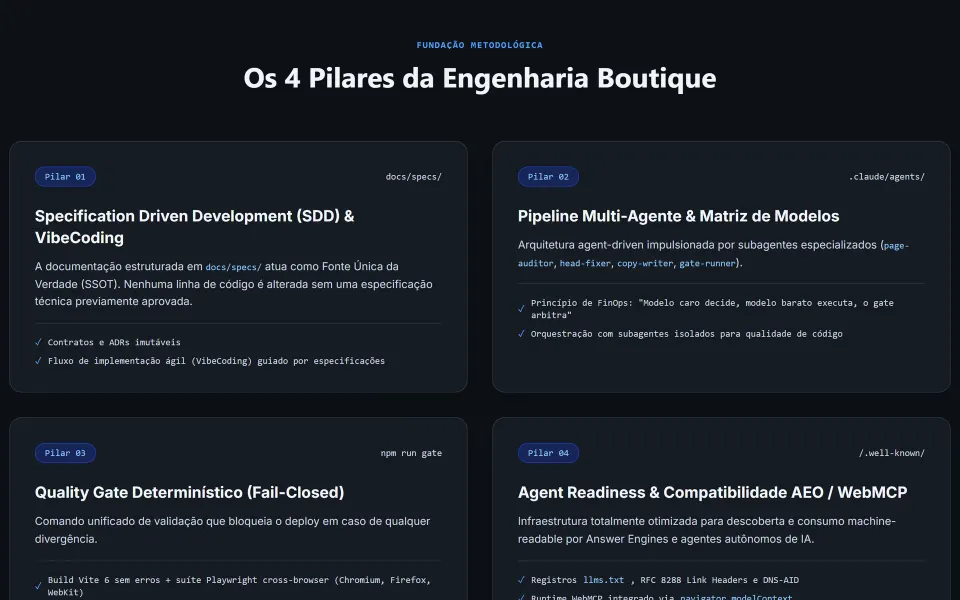 FUNDAÇÃO METODOLÓGICA
Os 4 Pilares da Engenharia Boutique
Pilar 01
docs/specs/
Specification Driven Development (SDD) &
VibeCoding
A documentação estruturada em docs/specs/ atua como Fonte Única da
Verdade (SSOT). Nenhuma linha de código é alterada sem uma especificação
técnica previamente aprovada.
✓ Contratos e ADRs imutáveis
✓ Fluxo de implementação ágil (VibeCoding) guiado por especificações
Pilar 02
.claude/agents/
Pipeline Multi-Agente & Matriz de Modelos
Arquitetura agent-driven impulsionada por subagentes especializados (page-
auditor, head-fixer, copy-writer, gate-runner).
✓ Princípio de FinOps: "Modelo caro decide, modelo barato executa, o gate
arbitra"
✓ Orquestração com subagentes isolados para qualidade de código
Pilar 03
npm run gate
Quality Gate Determinístico (Fail-Closed)
Comando unificado de validação que bloqueia o deploy em caso de qualquer
divergência.
✓ Build Vite 6 sem erros + suíte Playwright cross-browser (Chromium, Firefox,
WebKit)
Pilar 04
/.well-known/
Agent Readiness & Compatibilidade AEO / WebMCP
Infraestrutura totalmente otimizada para descoberta e consumo machine-
readable por Answer Engines e agentes autônomos de IA.
✓ Registros llms.txt , RFC 8288 Link Headers e DNS-AID
✓ Runtime WebMCP integrado via navigator.modelContext